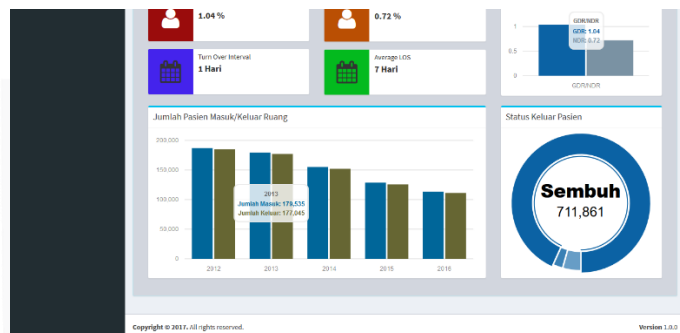 1.04 %
0.72 %
Turn Over Interval
1 Hari
Average LOS
7 Hari
1
0.5
0
GDR/NDR
GDR: 1.04
NDR: 0.72
GDR/NDR
Jumlah Pasien Masuk/Keluar Ruang
200,000
150,000
100,000
50,000
0
2013
Jumlah Masuk: 179,535
Jumlah Keluar: 177,045
2012
2013
2014
2015
2016
Status Keluar Pasien
Sembuh
711,861
Copyright © 2017. All rights reserved.
Version 1.0.0